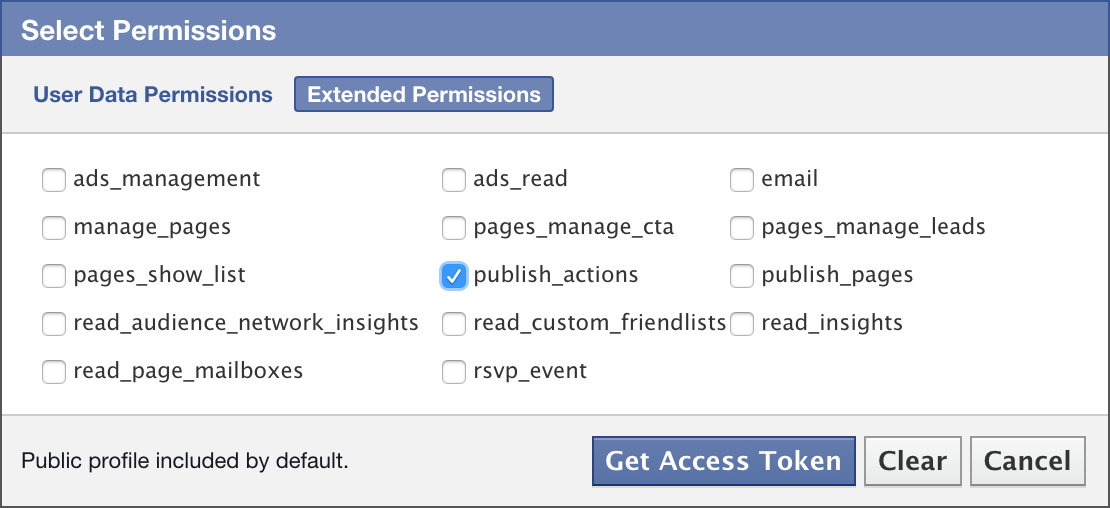 Select Permissions
User Data Permissions Extended Permissions
ads_management ads_read email
manage_pages pages_manage_cta pages_manage_leads
pages_show_list publish_actions publish_pages
read_audience_network_insights read_custom_friendlists read_insights
read_page_mailboxes rsvp_event
Public profile included by default. Get Access Token Clear Cancel